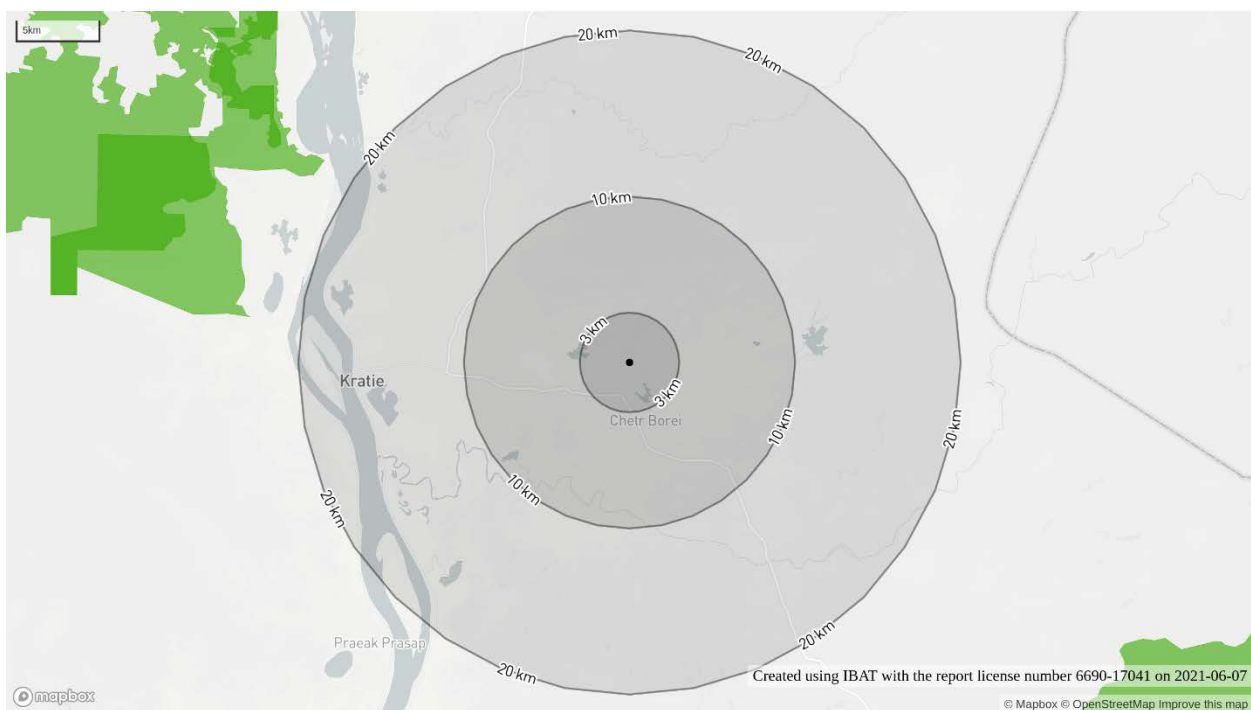 5km
20 km
20 km
20 km
10 km
3 km
Kratie
3 km
Chetr Borei
10 km
20 km
10 km
20 km
20 km
Praeak Prasap
20 km
Created using IBAT with the report license number 6690-17041 on 2021-06-07
mapbox
© Mapbox © OpenStreetMap Improve this map